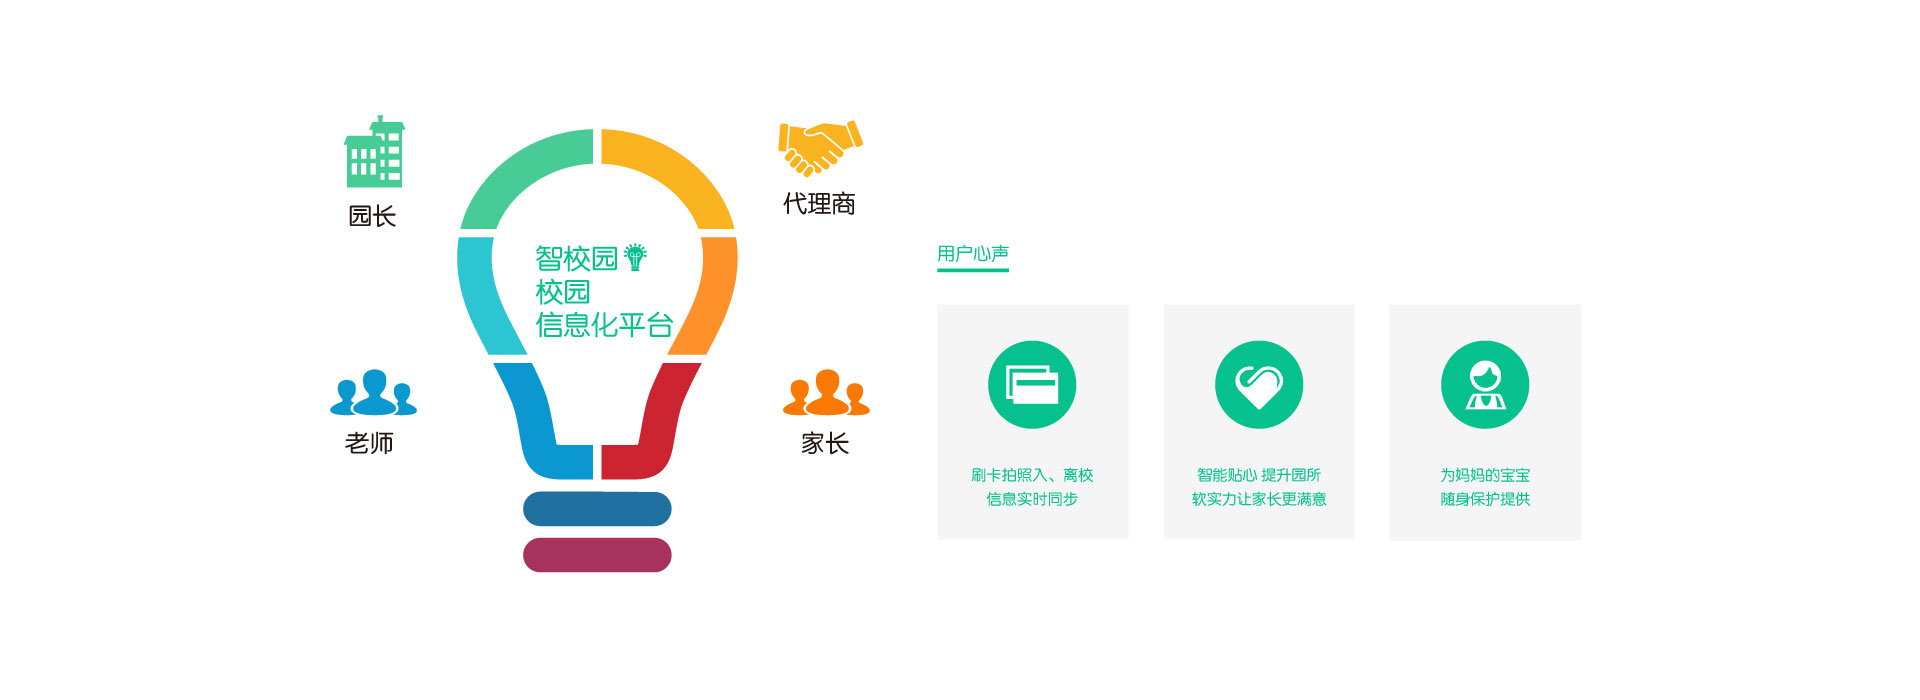 园长
代理商
智校园
校园
信息化平台
老师
家长
用户心声
刷卡拍照入、离校
信息实时同步
智能贴心 提升园所
软实力让家长更满意
为妈妈的宝宝
随身保护提供